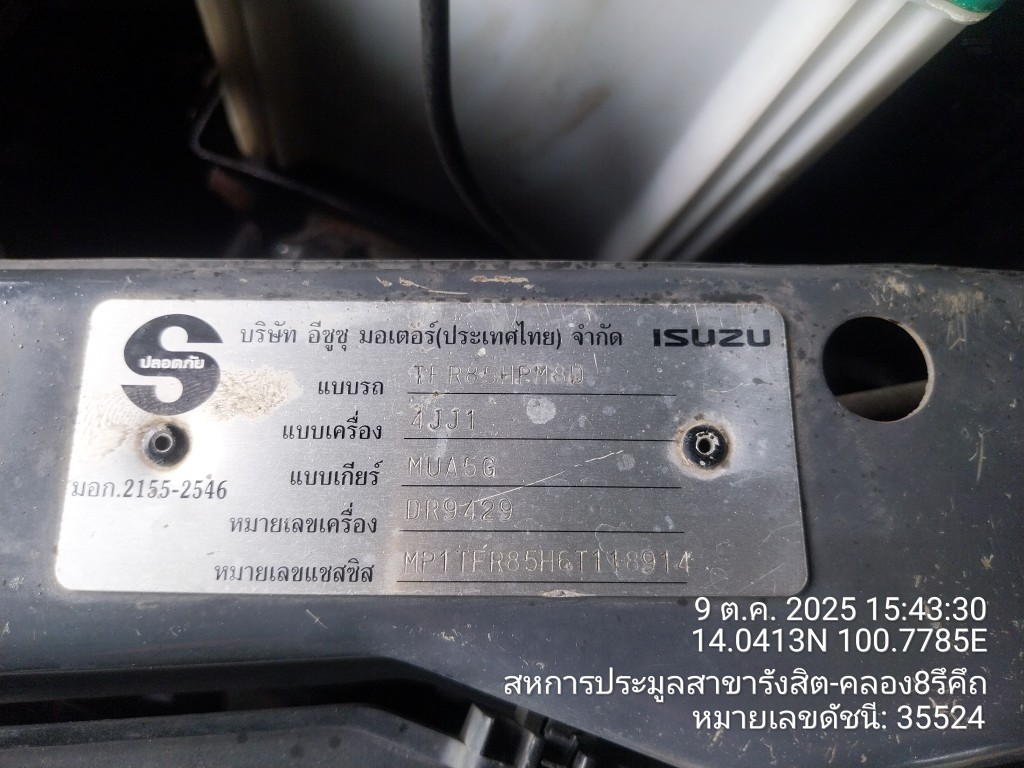 S
ปลอดภัย
บริษัท อีซูซุ มอเตอร์(ประเทศไทย) จำกัด ISUZU
แบบรถ TFR85HPM8D
แบบเครื่อง 4JJ1
แบบเกียร์ MUA5G
มอก.2155-2546
หมายเลขเครื่อง DR9429
หมายเลขแชสซิส MP1TFR85H6T118914
9 ต.ค. 2025 15:43:30
14.0413N 100.7785E
สหการประมูลสาขารังสิต-คลอง8รึคึถ
หมายเลขดัชนี: 35524